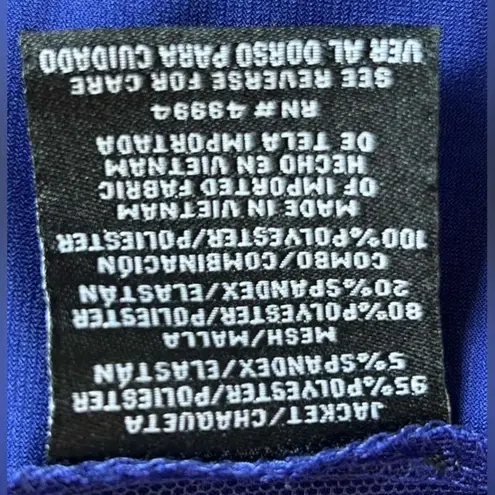 JACKET/CHAQUETA
95%POLYESTER/POLIESTER
5%SPANDEX/ELASTÁN
MESH/MALLA
80%POLYESTER/POLIESTER
20%SPANDEX/ELASTÁN
COMBO/COMBINACIÓN
100%POLYESTER/POLIESTER
MADE IN VIETNAM
OF IMPORTED FABRIC
HECHO EN VIETNAM
DE TELA IMPORTADA
RN# 49994
SEE REVERSE FOR CARE
VER AL DORSO PARA CUIDADO